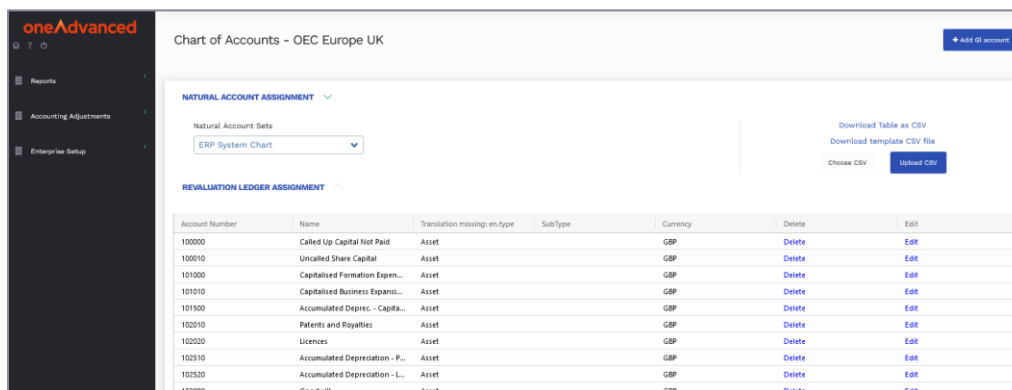 oneAdvanced
Chart of Accounts - OEC Europe UK
+ Add Gl account
Reports
Accounting Adjustments
Enterprise Setup
NATURAL ACCOUNT ASSIGNMENT
Natural Account Sets
ERP System Chart
Download Table as CSV
Download template CSV file
Choose CSV
Upload CSV
REVALUATION LEDGER ASSIGNMENT
Account Number Name Translation missing: en.type SubType Currency Delete Edit
100000 Called Up Capital Not Paid Asset GBP Delete Edit
100010 Uncalled Share Capital Asset GBP Delete Edit
101000 Capitalised Formation Expen... Asset GBP Delete Edit
101010 Capitalised Business Expansi... Asset GBP Delete Edit
101500 Accumulated Deprec. - Capita... Asset GBP Delete Edit
102010 Patents and Royalties Asset GBP Delete Edit
102020 Licences Asset GBP Delete Edit
102510 Accumulated Depreciation - P... Asset GBP Delete Edit
102520 Accumulated Depreciation - L... Asset GBP Delete Edit